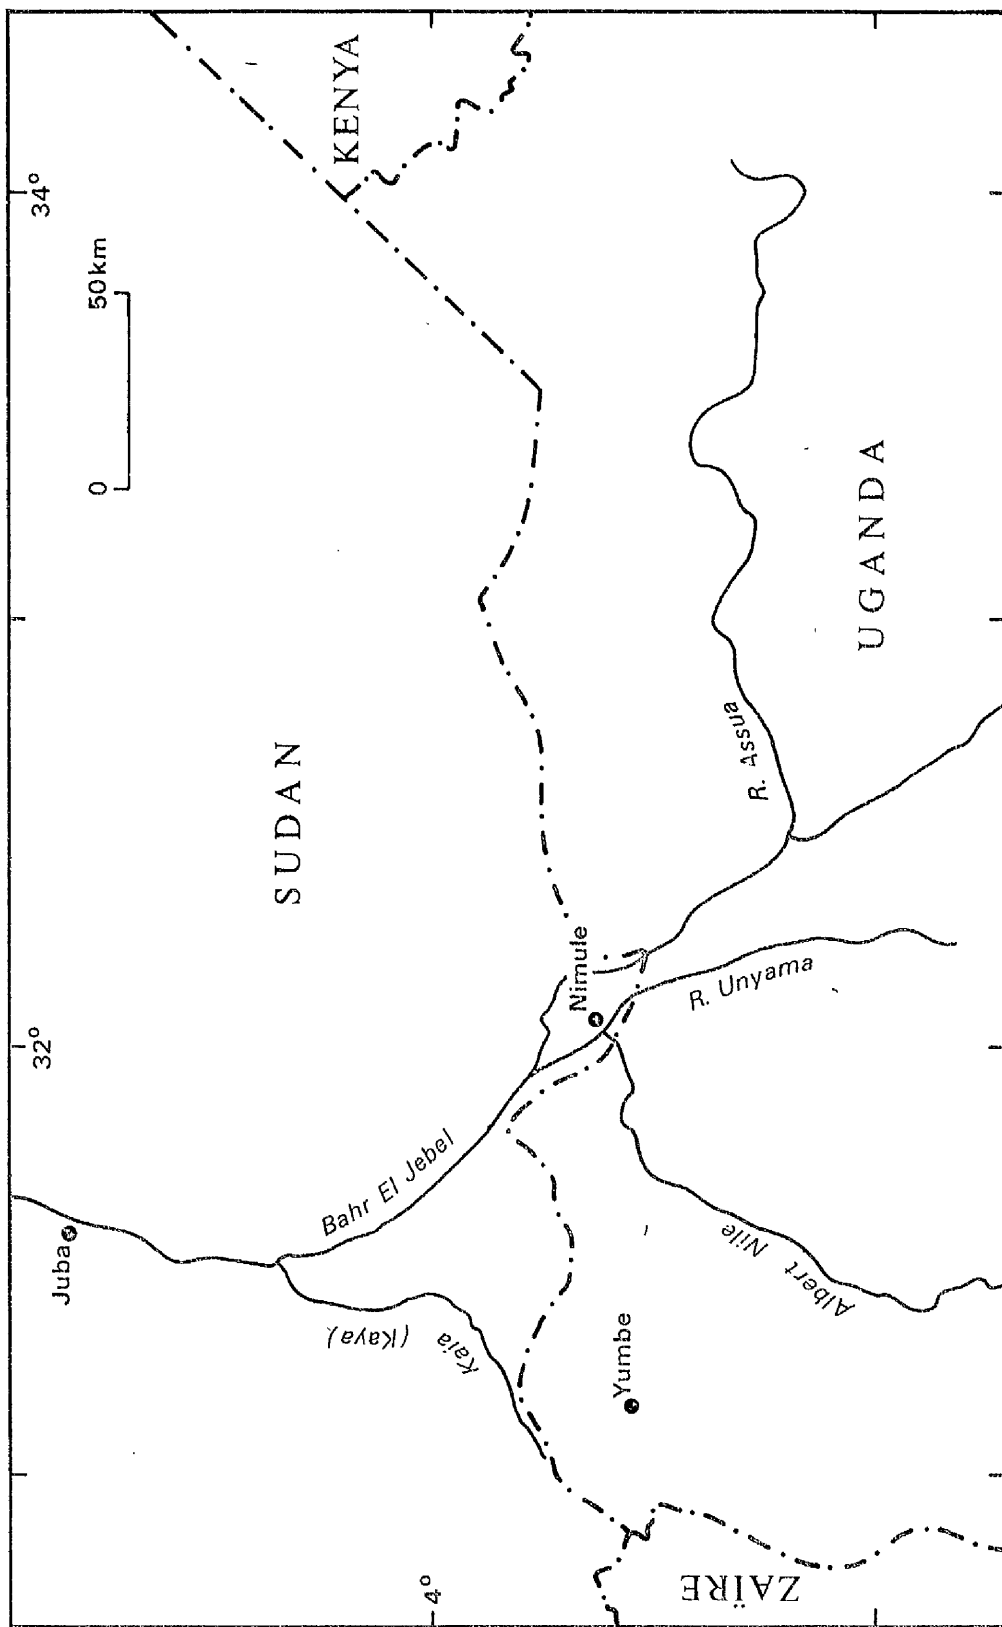 32°
34°
Juba
0 50km
KENYA
SUDAN
Bahr El Jebel
(Kaya)
Kaia
4°
Nimule
Yumbe
R. Assua
R. Unyama
Albert Nile
UGANDA
ZAÏRE